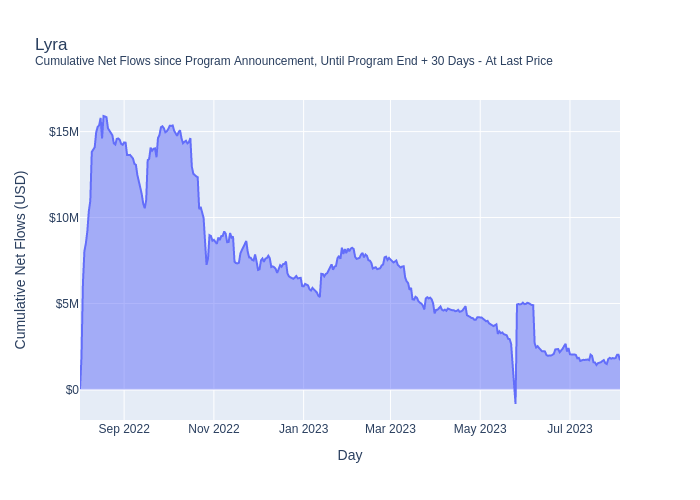 Lyra
Cumulative Net Flows since Program Announcement, Until Program End + 30 Days - At Last Price
Cumulative Net Flows (USD)
$15M
$10M
$5M
$0
Sep 2022 Nov 2022 Jan 2023 Mar 2023 May 2023 Jul 2023
Day